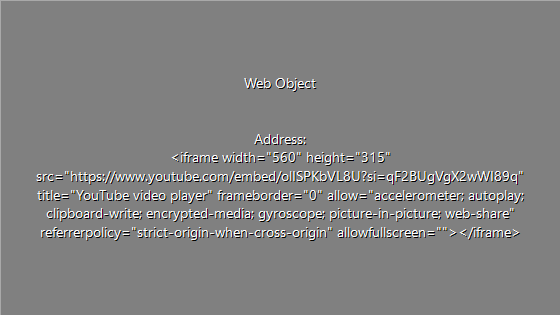 Web Object
Address:
<iframe width="560" height="315"
src="https://www.youtube.com/embed/ollSPKbVL8U?si=qF2BUgVgX2wWI89q"
title="YouTube video player" frameborder="0" allow="accelerometer; autoplay;
clipboard-write; encrypted-media; gyroscope; picture-in-picture; web-share"
referrerpolicy="strict-origin-when-cross-origin" allowfullscreen=""></iframe>